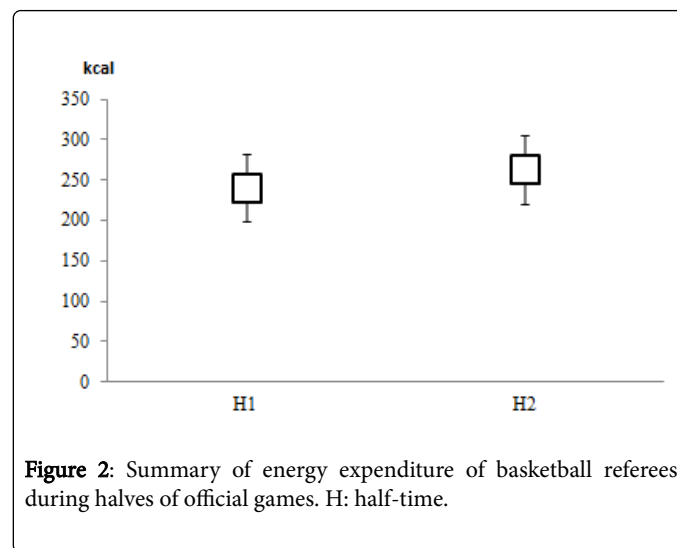 kcal
350
300
250
200
150
100
50
0
H1 H2
Figure 2: Summary of energy expenditure of basketball referees
during halves of official games. H: half-time.